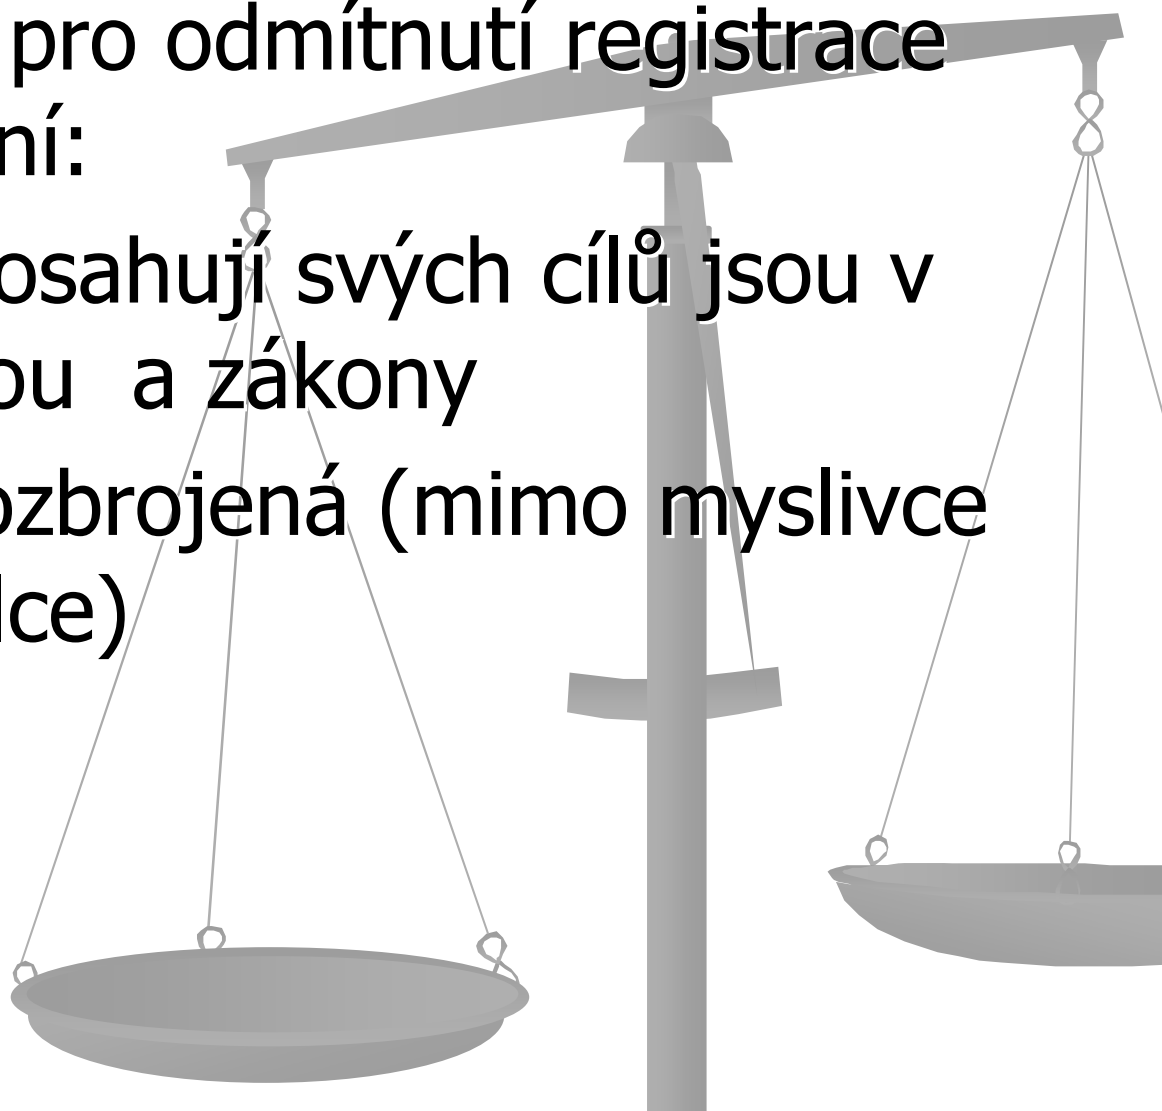 pro odmítnutí registrace
ní:
osahují svých cílů jsou v
ou a zákony
ozbrojená (mimo myslivce
lce)